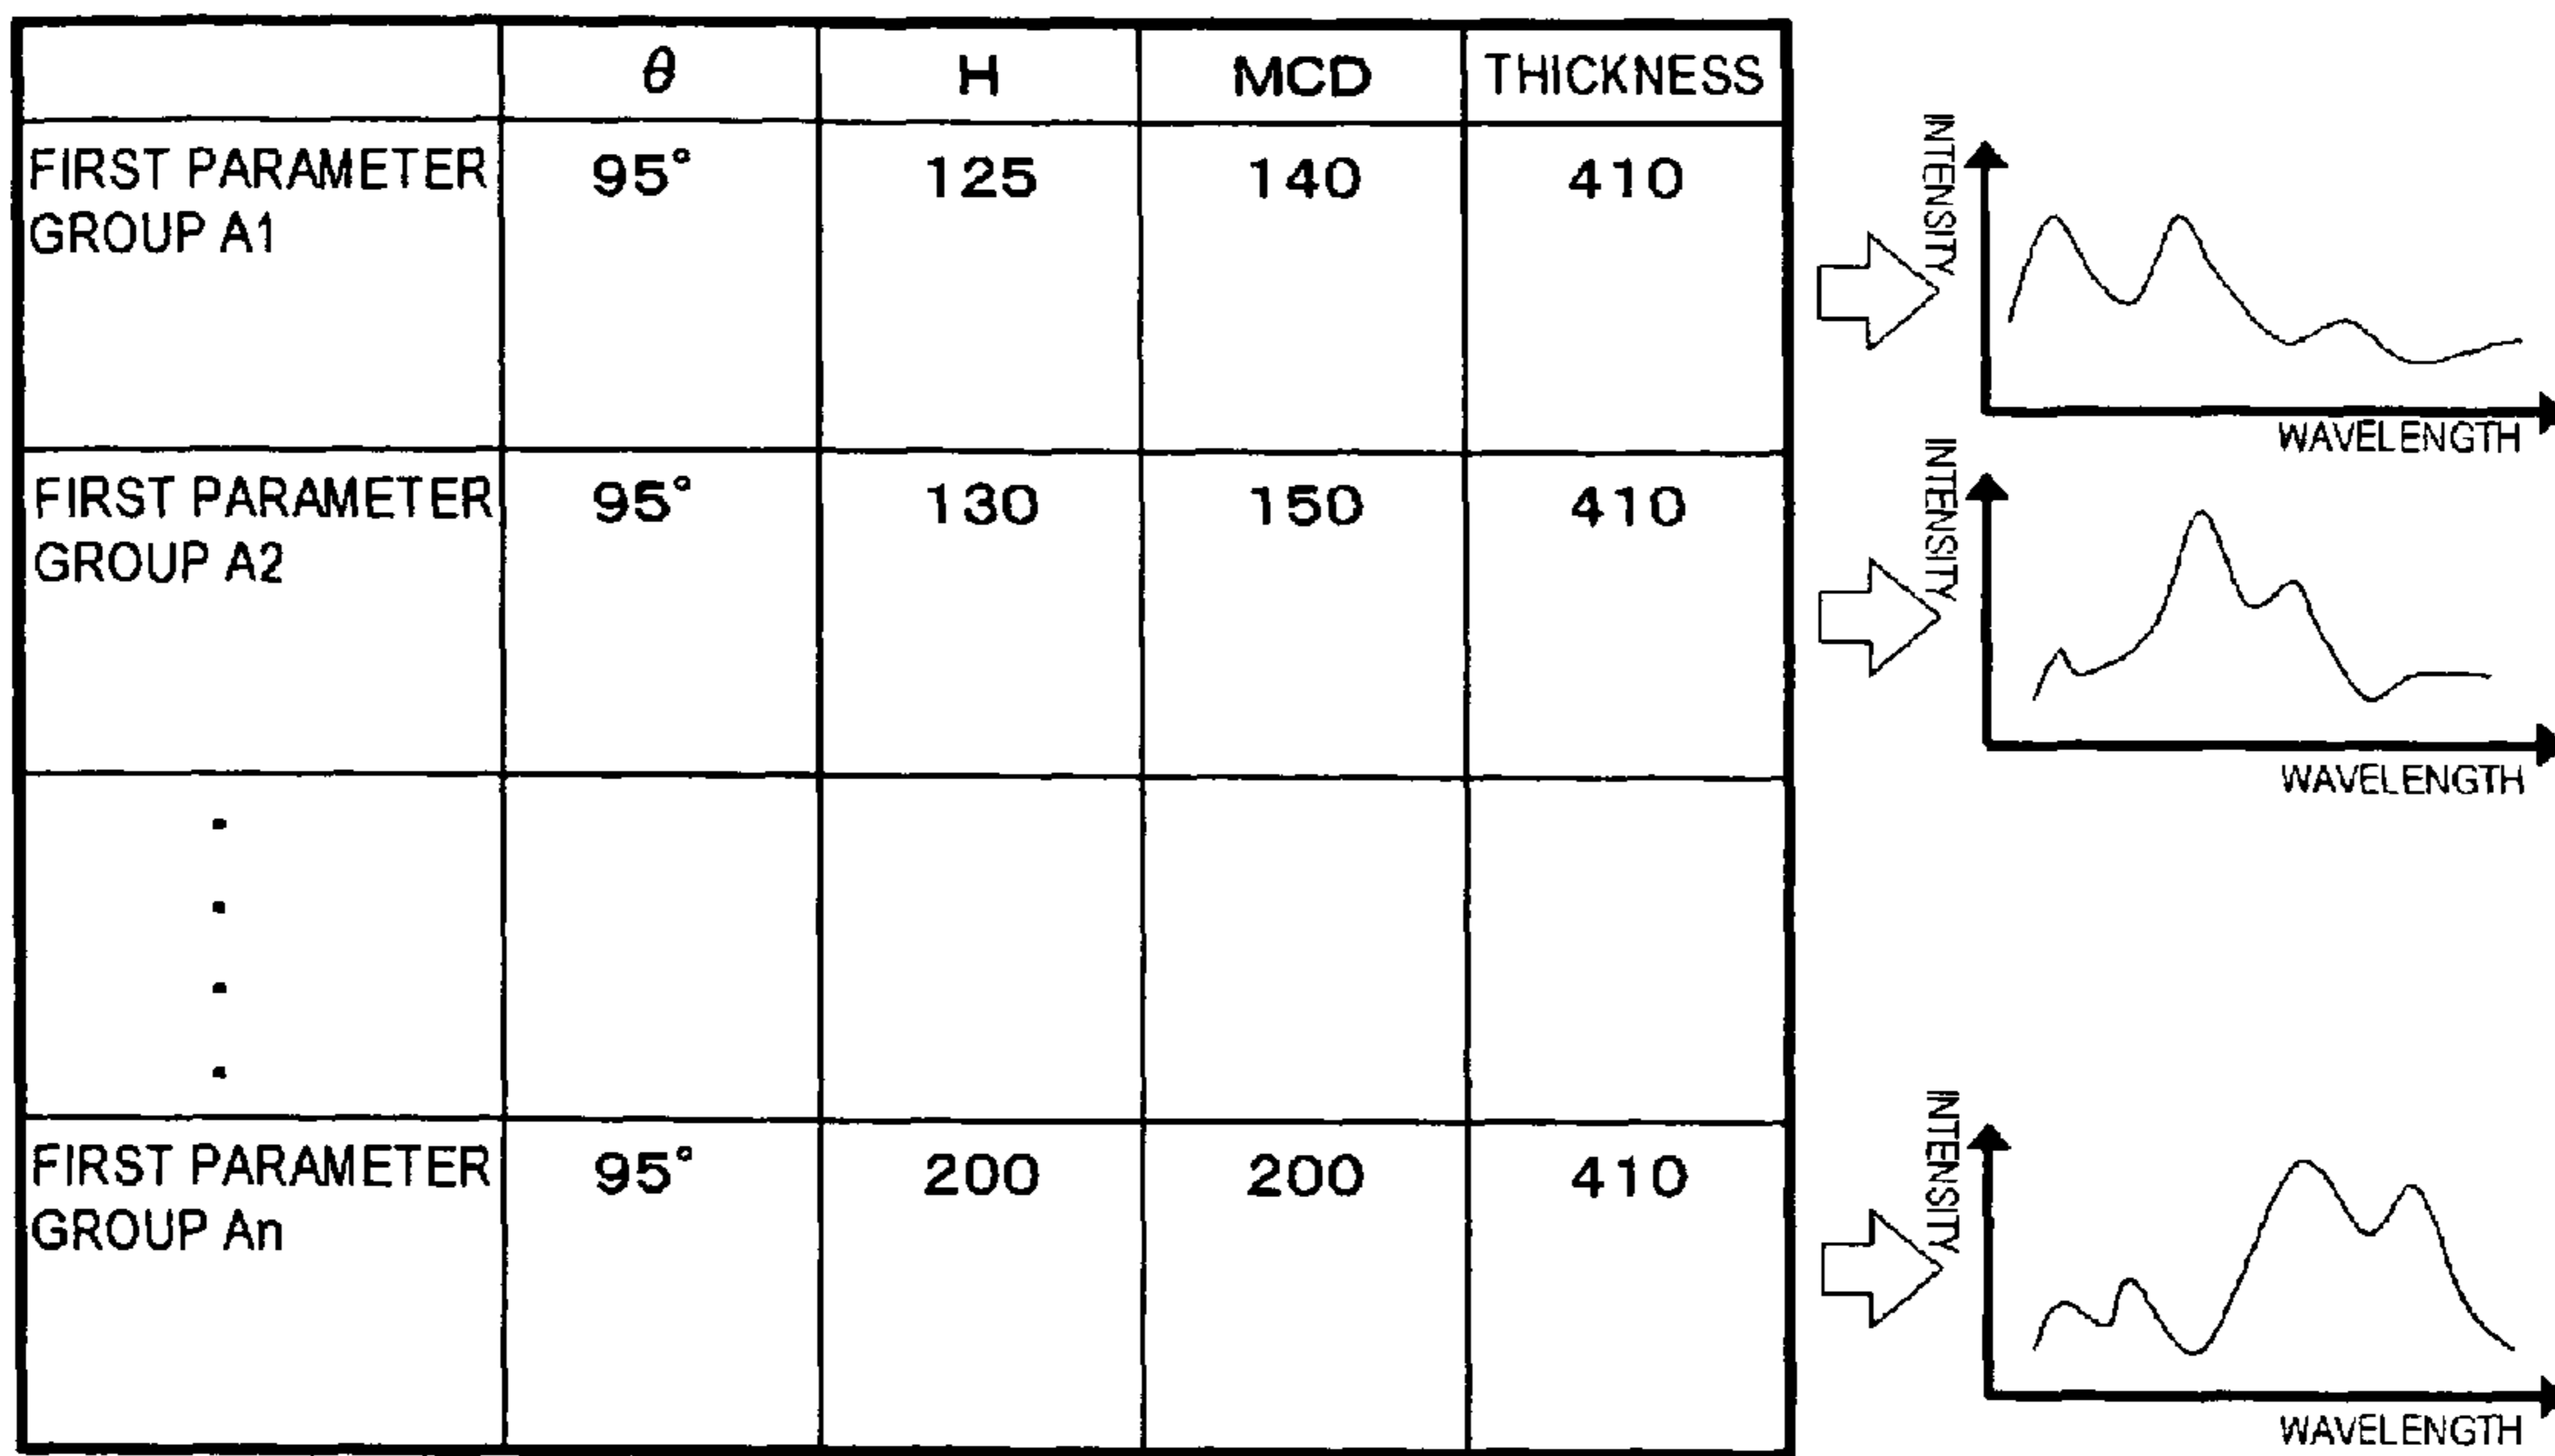 θ H MCD THICKNESS
FIRST PARAMETER GROUP A1 95° 125 140 410
INTENSITY
WAVELENGTH
FIRST PARAMETER GROUP A2 95° 130 150 410
INTENSITY
WAVELENGTH
FIRST PARAMETER GROUP An 95° 200 200 410
INTENSITY
WAVELENGTH